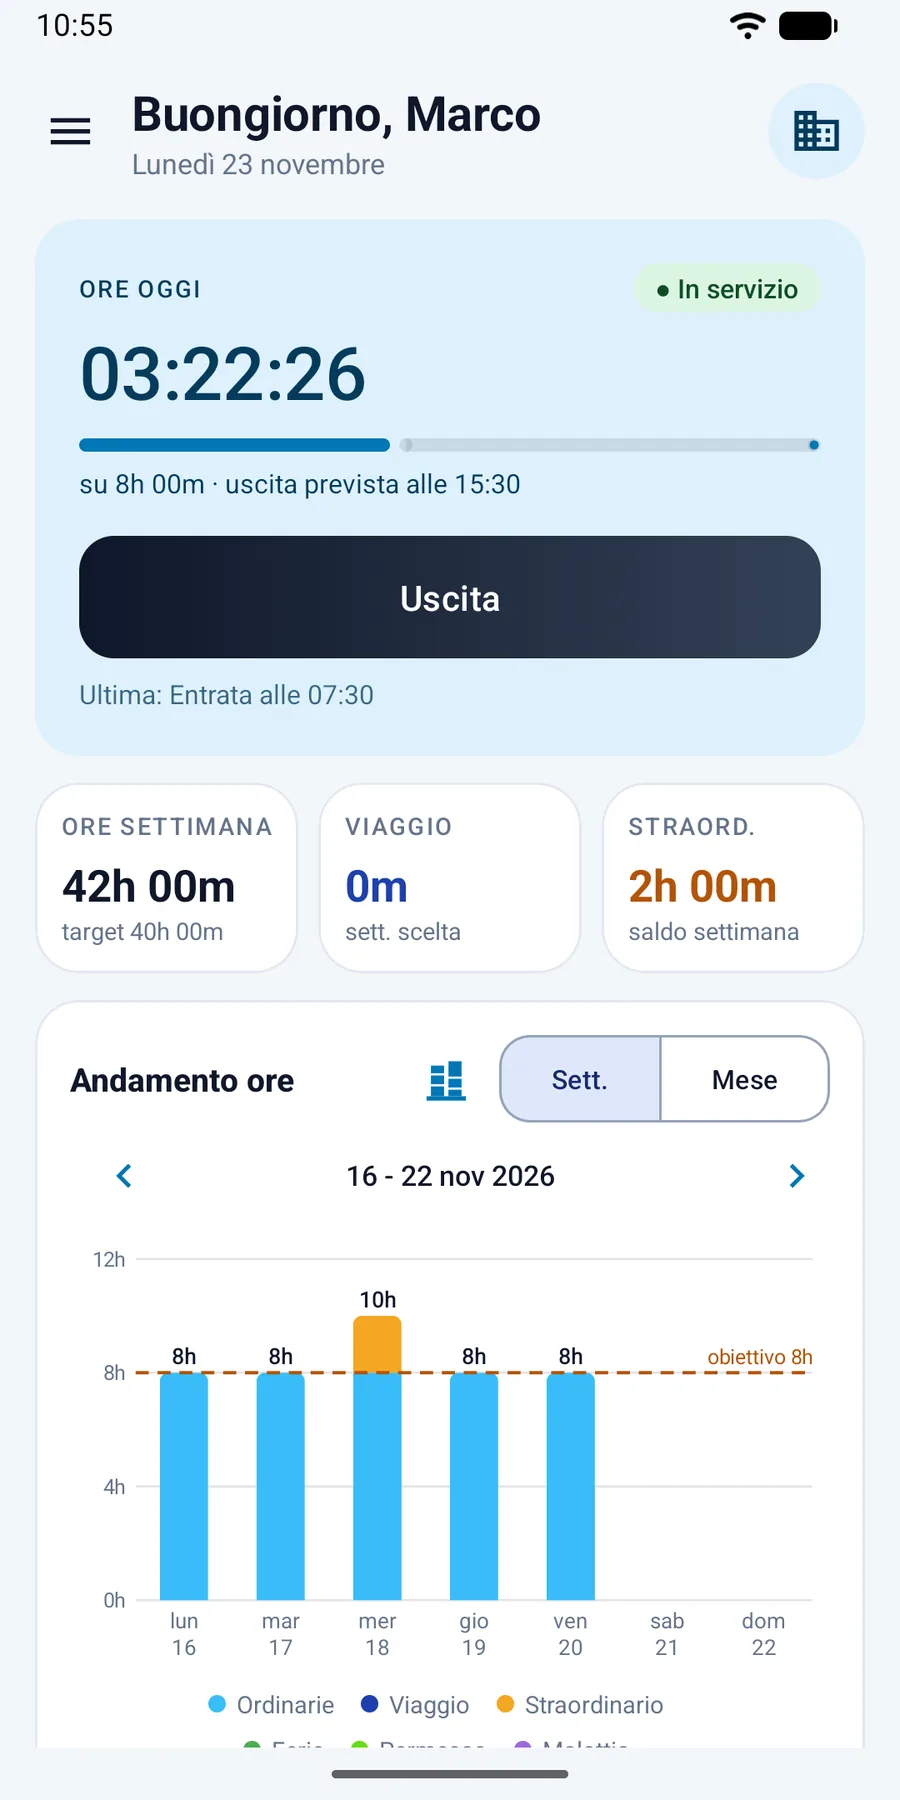 10:55
Buongiorno, Marco
Lunedì 23 novembre
ORE OGGI
In servizio
03:22:26
su 8h 00m · uscita prevista alle 15:30
Uscita
Ultima: Entrata alle 07:30
ORE SETTIMANA
42h 00m
target 40h 00m
VIAGGIO
0m
sett. scelta
STRAORD.
2h 00m
saldo settimana
Andamento ore
Sett.
Mese
16 - 22 nov 2026
12h
10h
8h 8h 8h 8h
obiettivo 8h
8h
4h
0h
lun mar mer gio ven sab dom
16 17 18 19 20 21 22
Ordinarie Viaggio Straordinario